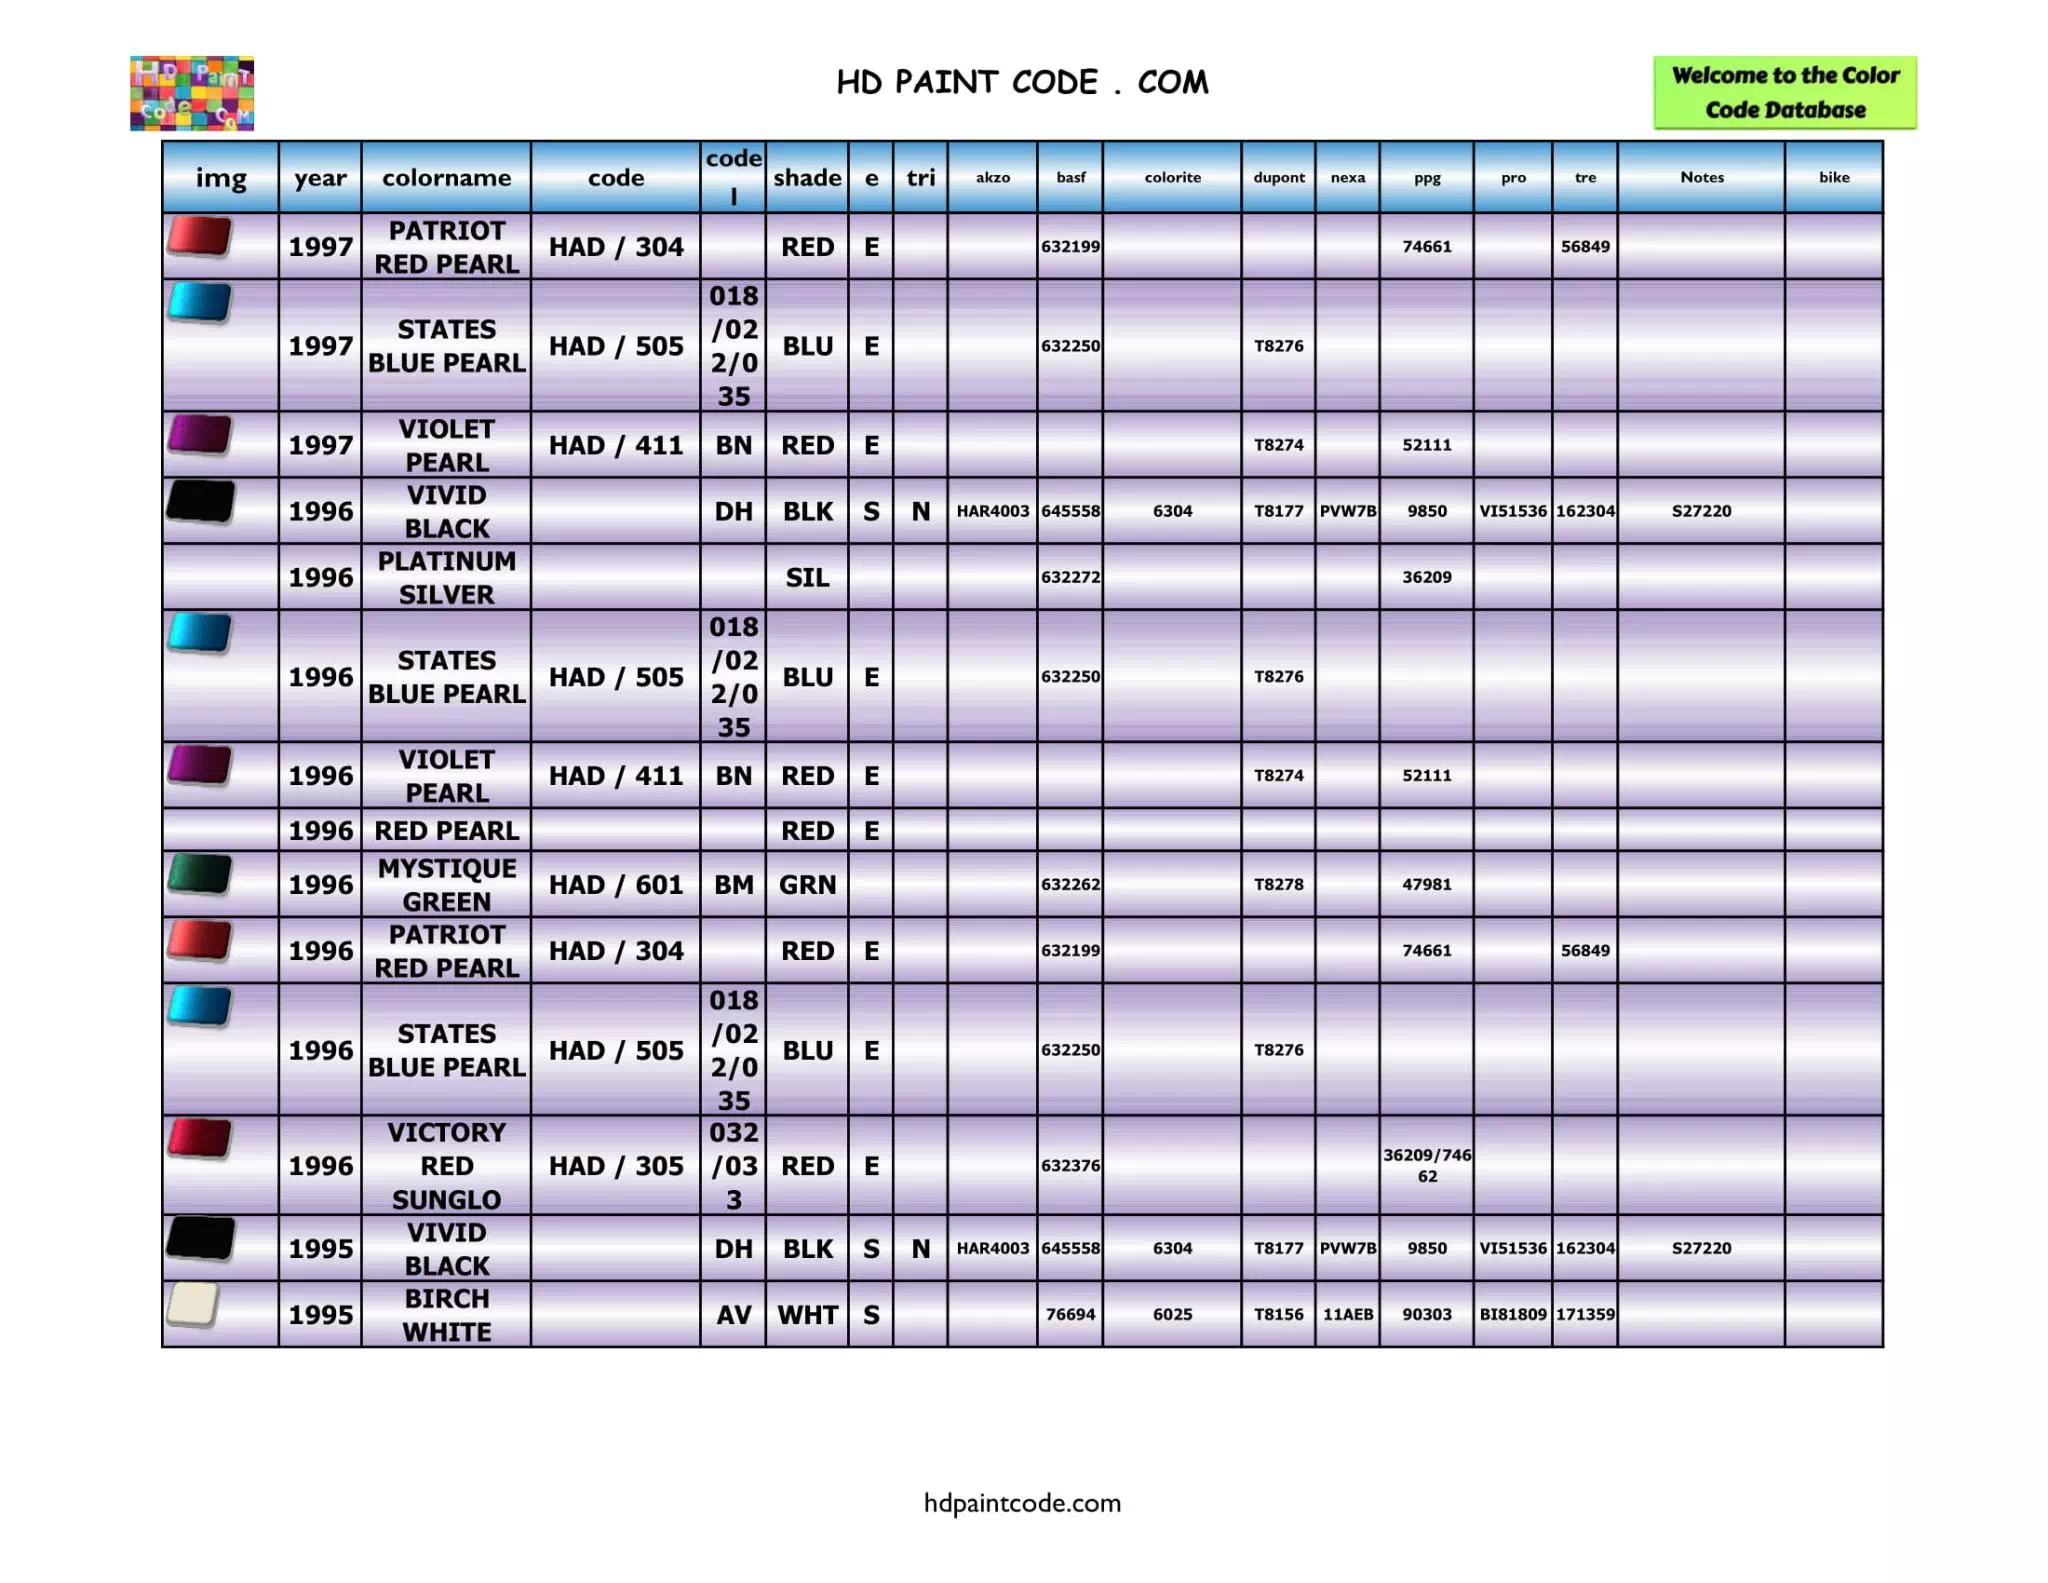 HD PAINT CODE . COM
HD PainT
Code
CoM
Welcome to the Color
Code Database
img year colorname code code l shade e tri akzo basf colorite dupont nexa ppg pro tre Notes bike
1997 PATRIOT RED PEARL HAD / 304 RED E 632199 74661 56849
1997 STATES BLUE PEARL HAD / 505 018/022/035 BLU E 632250 T8276
1997 VIOLET PEARL HAD / 411 BN RED E T8274 52111
1996 VIVID BLACK DH BLK S N HAR4003 645558 6304 T8177 PVW7B 9850 VI51536 162304 S27220
1996 PLATINUM SILVER SIL 632272 36209
1996 STATES BLUE PEARL HAD / 505 018/022/035 BLU E 632250 T8276
1996 VIOLET PEARL HAD / 411 BN RED E T8274 52111
1996 RED PEARL RED E
1996 MYSTIQUE GREEN HAD / 601 BM GRN 632262 T8278 47981
1996 PATRIOT RED PEARL HAD / 304 RED E 632199 74661 56849
1996 STATES BLUE PEARL HAD / 505 018/022/035 BLU E 632250 T8276
1996 VICTORY RED SUNGLO HAD / 305 032/033 RED E 632376 36209/74662
1995 VIVID BLACK DH BLK S N HAR4003 645558 6304 T8177 PVW7B 9850 VI51536 162304 S27220
1995 BIRCH WHITE AV WHT S 76694 6025 T8156 11AEB 90303 BI81809 171359
hdpaintcode.com